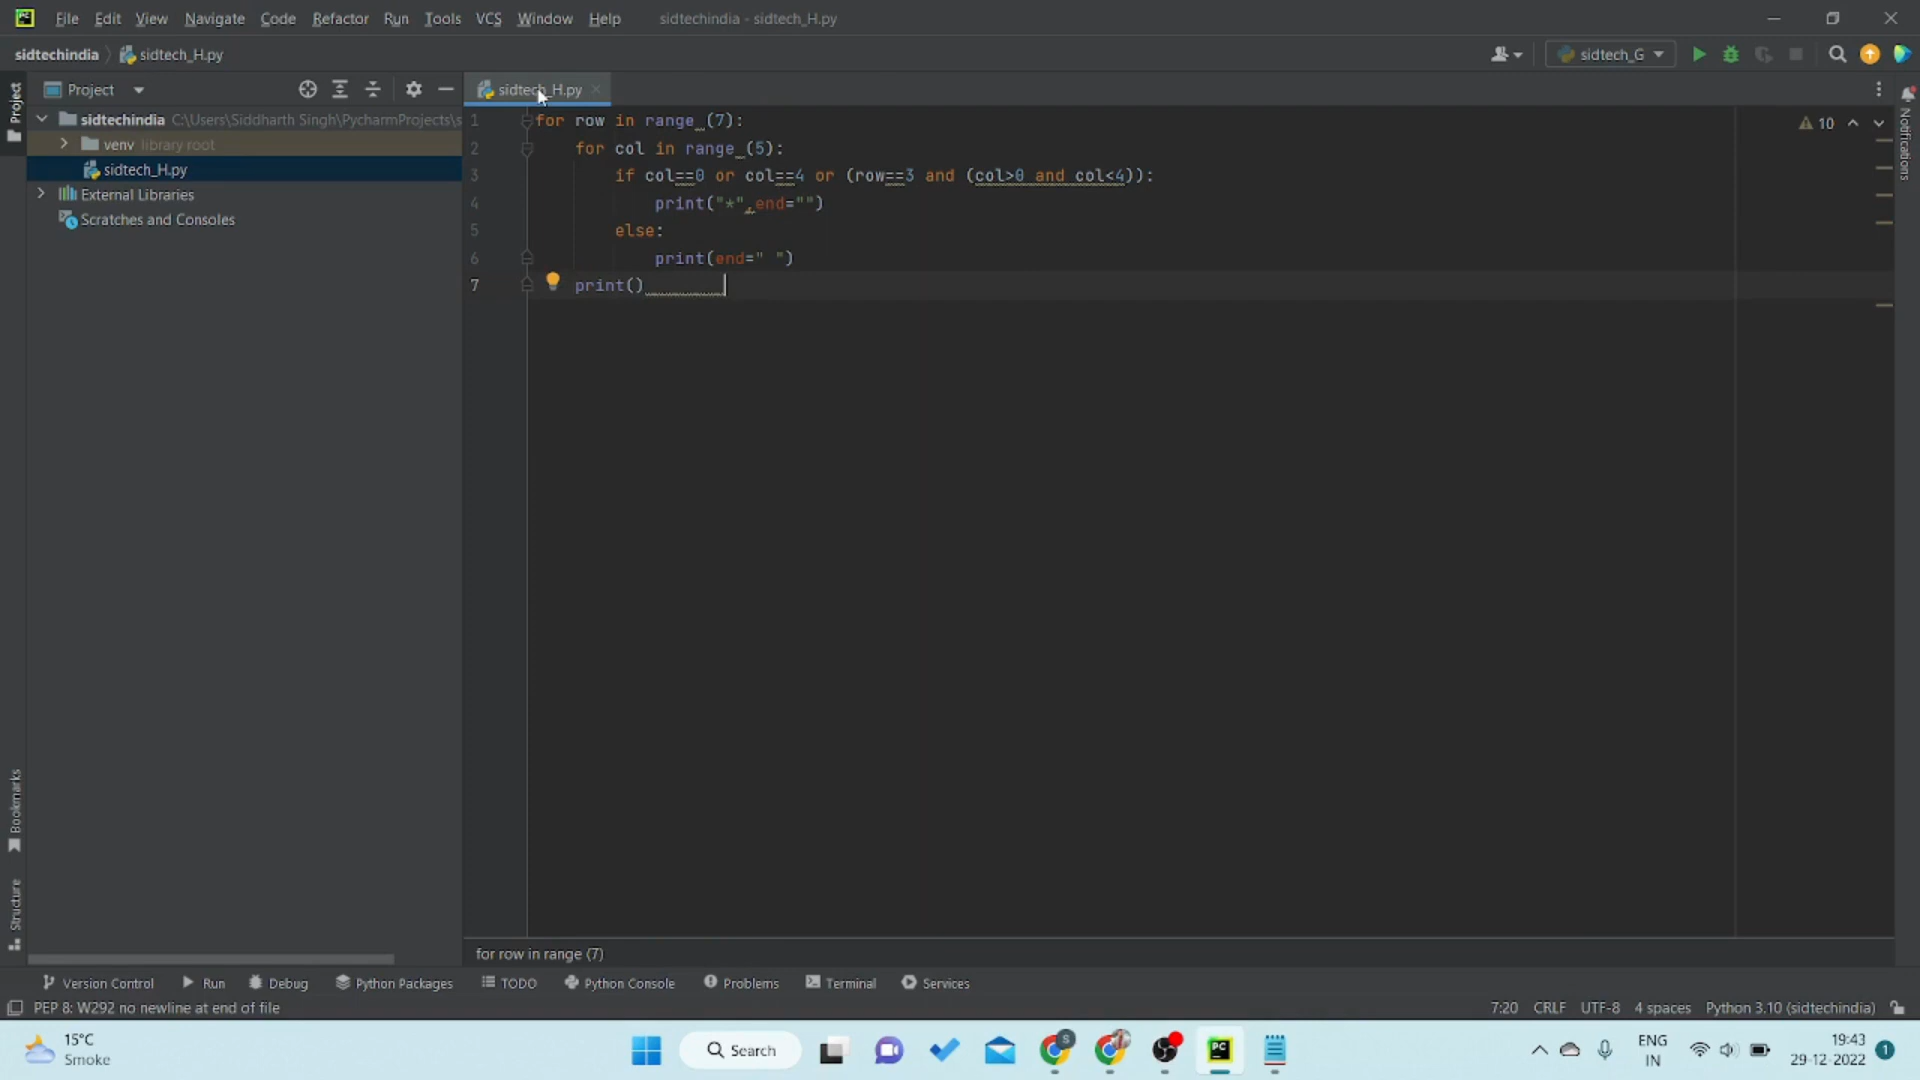 File Edit View Navigate Code Refactor Run Tools VCS Window Help sidtechindia - sidtech_H.py
sidtechindia sidtech_H.py sidtech_G
Project sidtech_H.py
Project
sidtechindia C:\Users\Siddharth Singh\PycharmProjects\s
venv library root
sidtech_H.py
External Libraries
Scratches and Consoles
1 for row in range (7):
2 for col in range (5):
3 if col==0 or col==4 or (row==3 and (col>0 and col<4)):
4 print("*",end="")
5 else:
6 print(end=" ")
7 print()
10
Notifications
Bookmarks
Structure
for row in range (7)
Version Control Run Debug Python Packages TODO Python Console Problems Terminal Services
PEP 8: W292 no newline at end of file 7:20 CRLF UTF-8 4 spaces Python 3.10 (sidtechindia)
15°C
Smoke
Search
S
PC
ENG
IN
19:43
29-12-2022
1